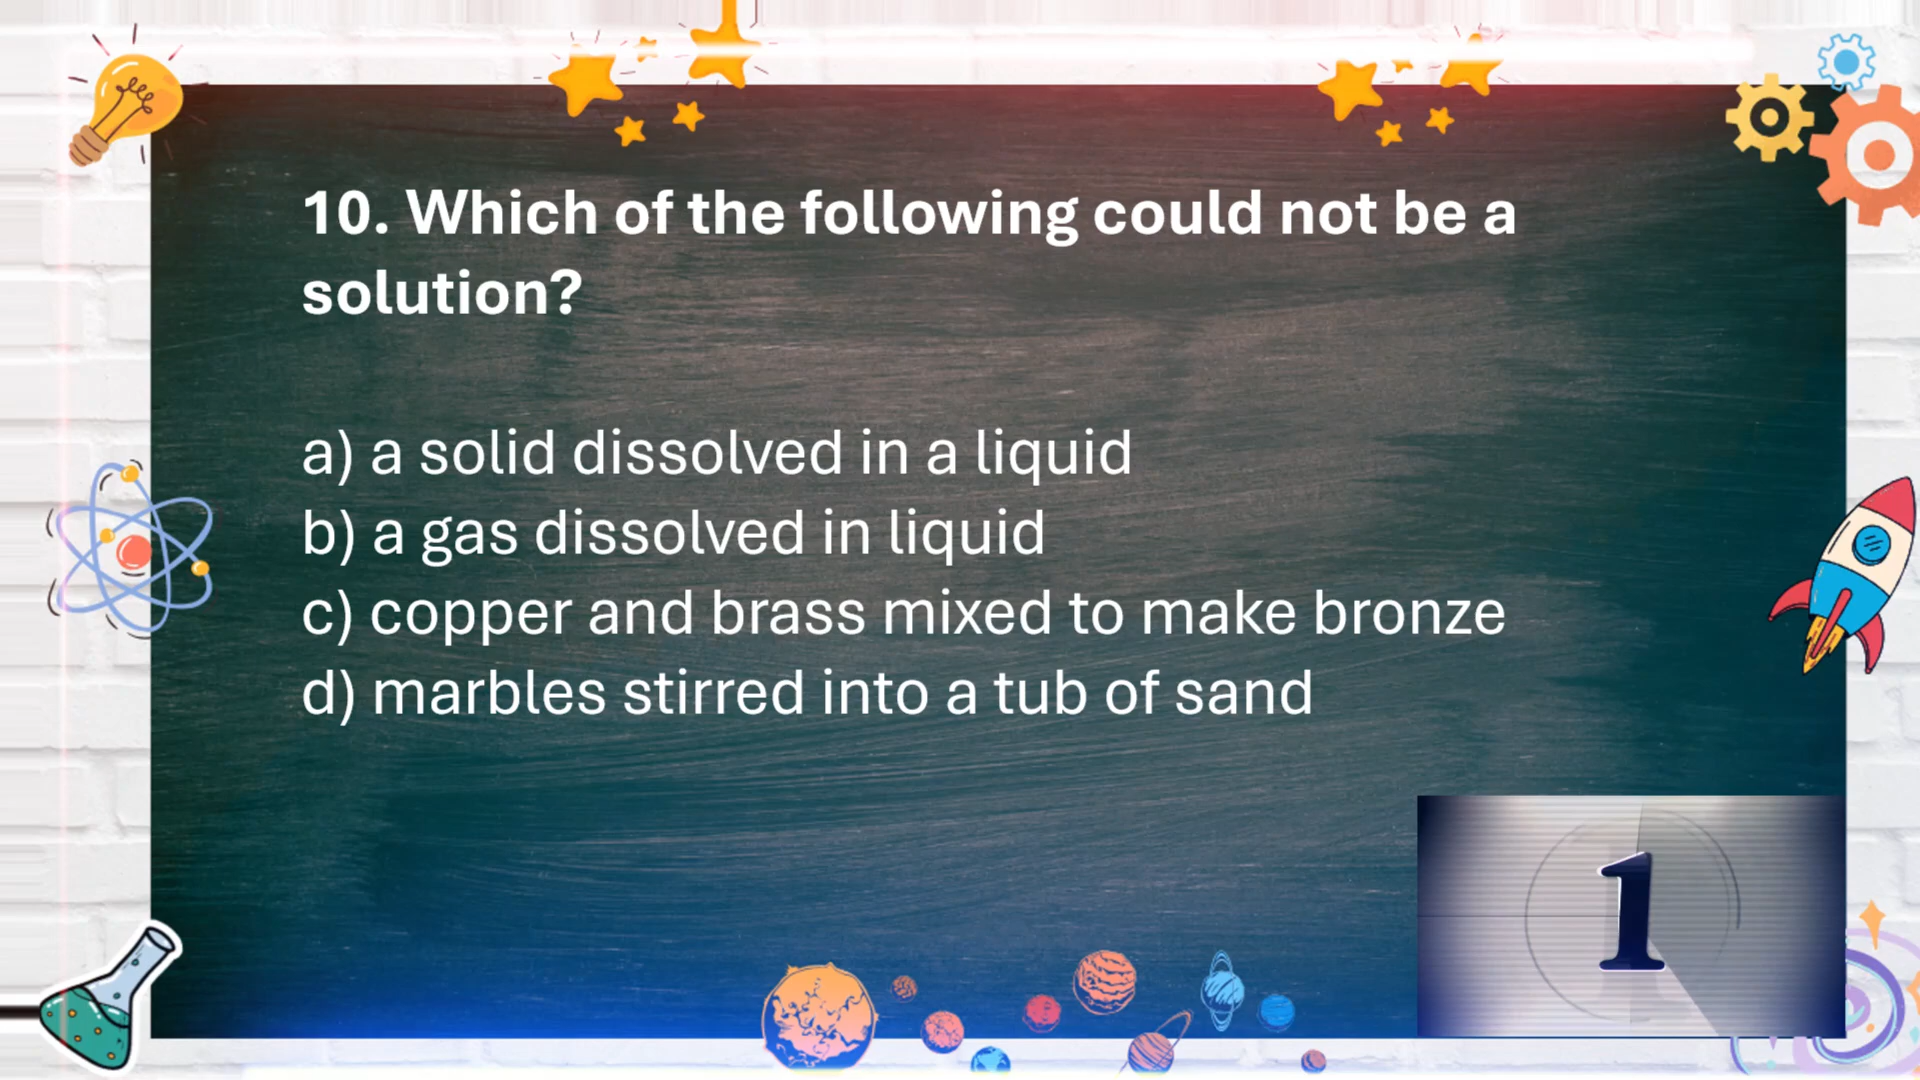 10. Which of the following could not be a
solution?
a) a solid dissolved in a liquid
b) a gas dissolved in liquid
c) copper and brass mixed to make bronze
d) marbles stirred into a tub of sand
1